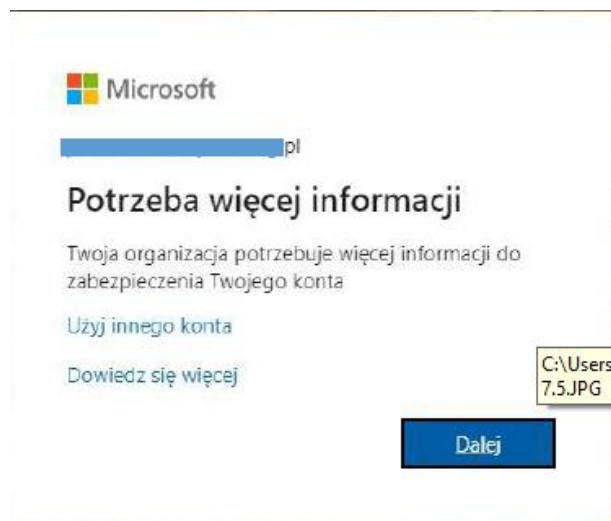 Microsoft
pl
Potrzeba więcej informacji
Twoja organizacja potrzebuje więcej informacji do
zabezpieczenia Twojego konta
Użyj innego konta
Dowiedz się więcej
C:\Users
7.5.JPG
Dalej